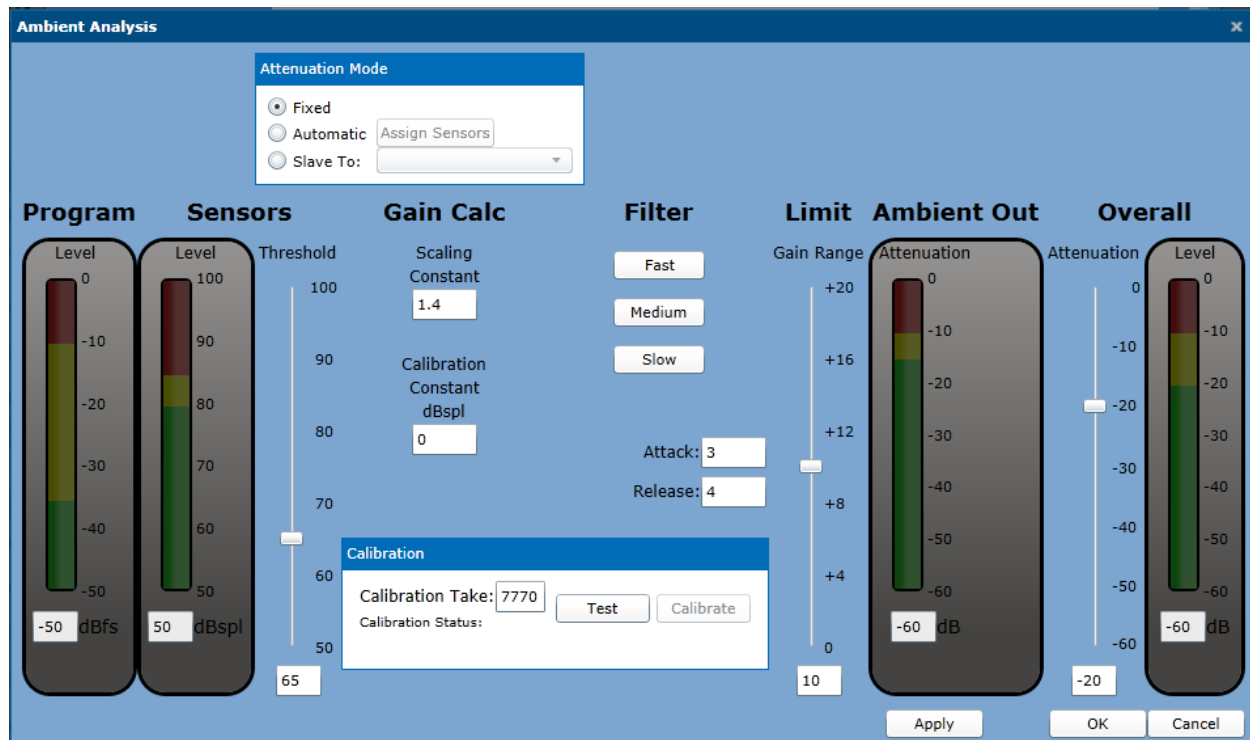 Ambient Analysis
×
Attenuation Mode
Fixed
Automatic Assign Sensors
Slave To:
Program Sensors Gain Calc Filter Limit Ambient Out Overall
Level
0
-10
-20
-30
-40
-50
-50 dBfs
Level
100
90
80
70
60
50
50 dBspl
Threshold
100
90
80
70
60
50
65
Scaling
Constant
1.4
Calibration
Constant
dBspl
0
Fast
Medium
Slow
Attack: 3
Release: 4
Calibration
Calibration Take: 7770 Test Calibrate
Calibration Status:
Gain Range
+20
+16
+12
+8
+4
0
10
Attenuation
0
-10
-20
-30
-40
-50
-60
-60 dB
Attenuation
0
-10
-20
-30
-40
-50
-60
-20
Level
0
-10
-20
-30
-40
-50
-60
-60 dB
Apply OK Cancel